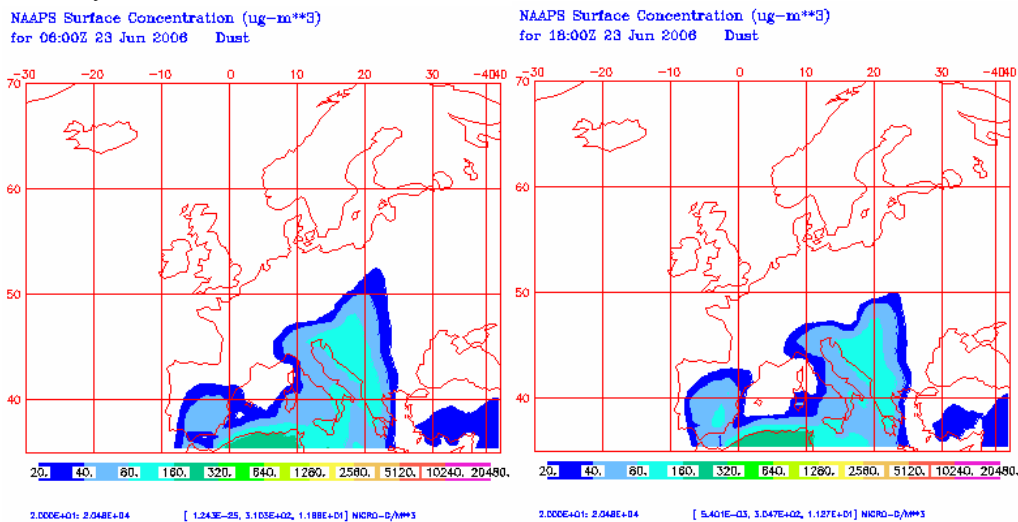 NAAPS Surface Concentration (ug-m**3)
for 06:00Z 23 Jun 2006 Dust
-30 -20 -10 0 10 20 30 -4040
70
60
50
40
20. 40. 80. 160. 320. 640. 1280. 2560. 5120. 10240. 20480.
2.000E+01: 2.048E+04 [ 1.243E-25, 3.103E+02, 1.188E+01] MICRO-G/M**3
NAAPS Surface Concentration (ug-m**3)
for 18:00Z 23 Jun 2006 Dust
-30 -20 -10 0 10 20 30 -4040
70
60
50
40
1
20. 40. 80. 160. 320. 640. 1280. 2560. 5120. 10240. 20480.
2.000E+01: 2.048E+04 [ 5.401E-03, 3.047E+02, 1.127E+01] MICRO-G/M**3